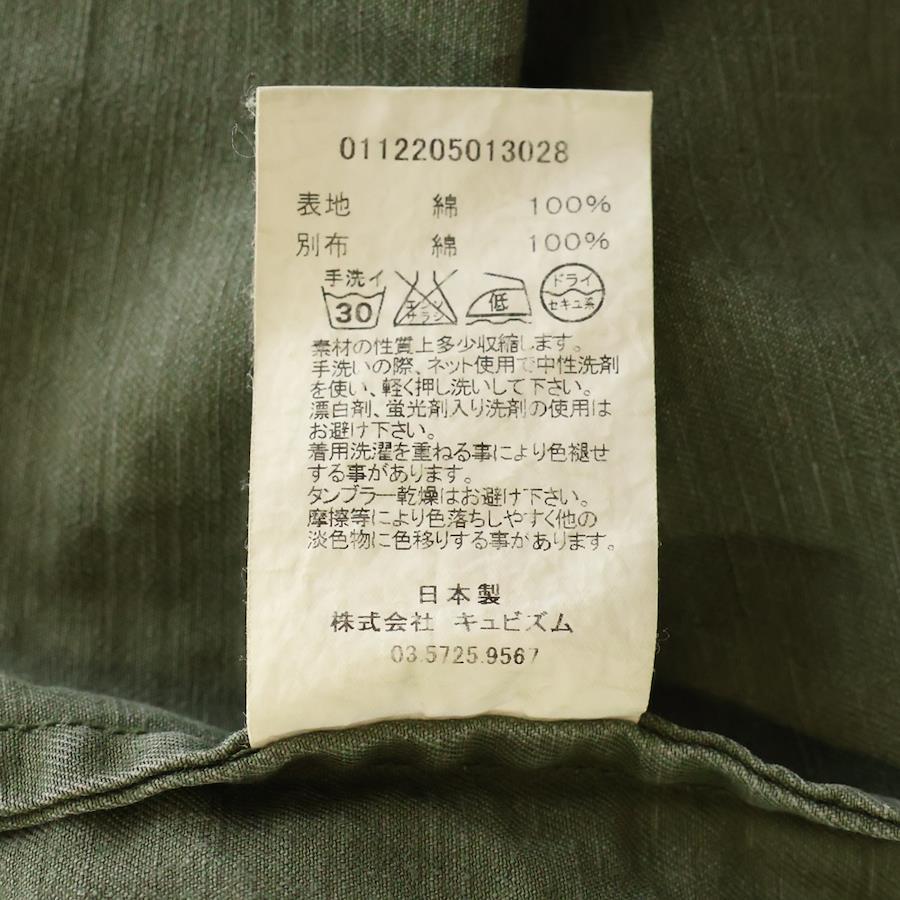 0112205013028
表地 綿 100%
別布 綿 100%
手洗イ
30 エンソ サラシ 低 ドライ セキユ系
素材の性質上多少収縮します。
手洗いの際、ネット使用で中性洗剤
を使い、軽く押し洗いして下さい。
漂白剤、蛍光剤入り洗剤の使用は
お避け下さい。
着用洗濯を重ねる事により色褪せ
する事があります。
タンブラー乾燥はお避け下さい。
摩擦等により色落ちしやすく他の
淡色物に色移りする事があります。
日本製
株式会社 キュビズム
03.5725.9567